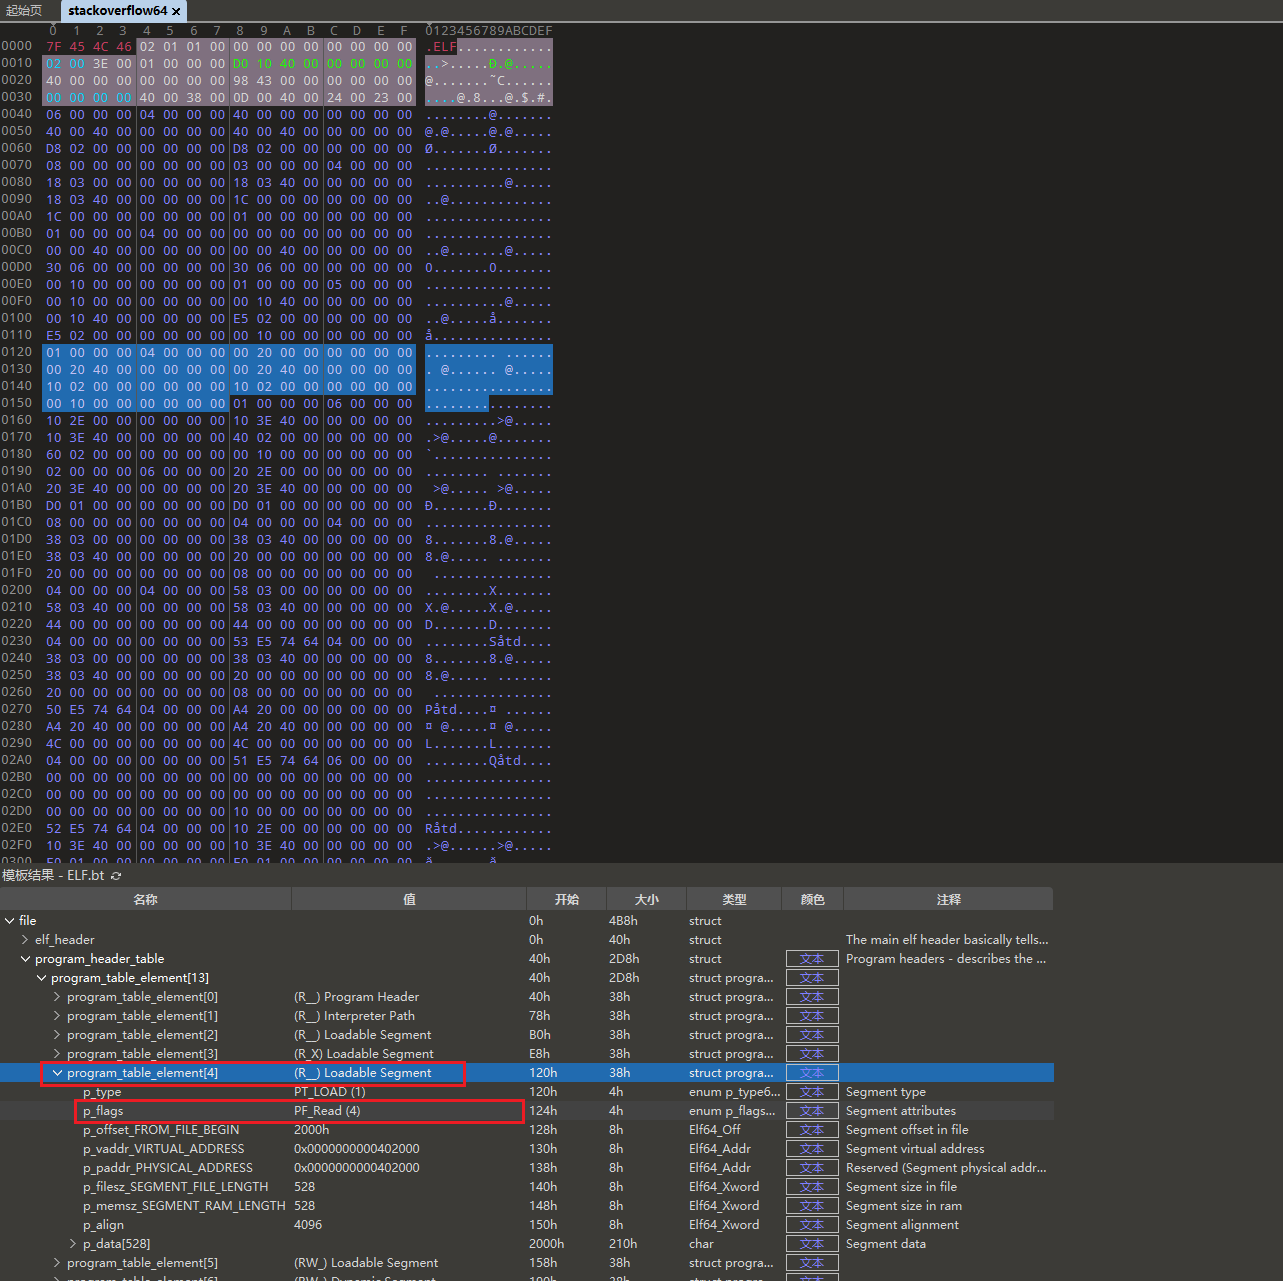 起始页 stackoverflow64 ×
0 1 2 3 4 5 6 7 8 9 A B C D E F 0123456789ABCDEF
0000 7F 45 4C 46 02 01 01 00 00 00 00 00 00 00 00 00 .ELF............
0010 02 00 3E 00 01 00 00 00 D0 10 40 00 00 00 00 00 ..>.....Ð.@.....
0020 40 00 00 00 00 00 00 00 98 43 00 00 00 00 00 00 @.......˜C......
0030 00 00 00 00 40 00 38 00 0D 00 40 00 24 00 23 00 ....@.8...@.$.#.
0040 06 00 00 00 04 00 00 00 40 00 00 00 00 00 00 00 ........@.......
0050 40 00 40 00 00 00 00 00 40 00 40 00 00 00 00 00 @.@.....@.@.....
0060 D8 02 00 00 00 00 00 00 D8 02 00 00 00 00 00 00 Ø.......Ø.......
0070 08 00 00 00 00 00 00 00 03 00 00 00 04 00 00 00 ................
0080 18 03 00 00 00 00 00 00 18 03 40 00 00 00 00 00 ..........@.....
0090 18 03 40 00 00 00 00 00 1C 00 00 00 00 00 00 00 ..@.............
00A0 1C 00 00 00 00 00 00 00 01 00 00 00 00 00 00 00 ................
00B0 01 00 00 00 04 00 00 00 00 00 00 00 00 00 00 00 ................
00C0 00 00 40 00 00 00 00 00 00 00 40 00 00 00 00 00 ..@.......@.....
00D0 30 06 00 00 00 00 00 00 30 06 00 00 00 00 00 00 0.......0.......
00E0 00 10 00 00 00 00 00 00 01 00 00 00 05 00 00 00 ................
00F0 00 10 00 00 00 00 00 00 00 10 40 00 00 00 00 00 ..........@.....
0100 00 10 40 00 00 00 00 00 E5 02 00 00 00 00 00 00 ..@.....å.......
0110 E5 02 00 00 00 00 00 00 00 10 00 00 00 00 00 00 å...............
0120 01 00 00 00 04 00 00 00 00 20 00 00 00 00 00 00 ......... ......
0130 00 20 40 00 00 00 00 00 00 20 40 00 00 00 00 00 . @...... @.....
0140 10 02 00 00 00 00 00 00 10 02 00 00 00 00 00 00 ................
0150 00 10 00 00 00 00 00 00 01 00 00 00 06 00 00 00 ................
0160 10 2E 00 00 00 00 00 00 10 3E 40 00 00 00 00 00 .........>@.....
0170 10 3E 40 00 00 00 00 00 40 02 00 00 00 00 00 00 .>@.....@.......
0180 60 02 00 00 00 00 00 00 00 10 00 00 00 00 00 00 `...............
0190 02 00 00 00 06 00 00 00 20 2E 00 00 00 00 00 00 ........ .......
01A0 20 3E 40 00 00 00 00 00 20 3E 40 00 00 00 00 00  >@..... >@.....
01B0 D0 01 00 00 00 00 00 00 D0 01 00 00 00 00 00 00 Ð.......Ð.......
01C0 08 00 00 00 00 00 00 00 04 00 00 00 04 00 00 00 ................
01D0 38 03 00 00 00 00 00 00 38 03 40 00 00 00 00 00 8.......8.@.....
01E0 38 03 40 00 00 00 00 00 20 00 00 00 00 00 00 00 8.@..... .......
01F0 20 00 00 00 00 00 00 00 08 00 00 00 00 00 00 00  ...............
0200 04 00 00 00 04 00 00 00 58 03 00 00 00 00 00 00 ........X.......
0210 58 03 40 00 00 00 00 00 58 03 40 00 00 00 00 00 X.@.....X.@.....
0220 44 00 00 00 00 00 00 00 44 00 00 00 00 00 00 00 D.......D.......
0230 04 00 00 00 00 00 00 00 53 E5 74 64 04 00 00 00 ........Såtd....
0240 38 03 00 00 00 00 00 00 38 03 40 00 00 00 00 00 8.......8.@.....
0250 38 03 40 00 00 00 00 00 20 00 00 00 00 00 00 00 8.@..... .......
0260 20 00 00 00 00 00 00 00 08 00 00 00 00 00 00 00  ...............
0270 50 E5 74 64 04 00 00 00 A4 20 00 00 00 00 00 00 Påtd....¤ ......
0280 A4 20 40 00 00 00 00 00 A4 20 40 00 00 00 00 00 ¤ @.....¤ @.....
0290 4C 00 00 00 00 00 00 00 4C 00 00 00 00 00 00 00 L.......L.......
02A0 04 00 00 00 00 00 00 00 51 E5 74 64 06 00 00 00 ........Qåtd....
02B0 00 00 00 00 00 00 00 00 00 00 00 00 00 00 00 00 ................
02C0 00 00 00 00 00 00 00 00 00 00 00 00 00 00 00 00 ................
02D0 00 00 00 00 00 00 00 00 10 00 00 00 00 00 00 00 ................
02E0 52 E5 74 64 04 00 00 00 10 2E 00 00 00 00 00 00 Råtd............
02F0 10 3E 40 00 00 00 00 00 10 3E 40 00 00 00 00 00 .>@......>@.....
0300 F0 01 00 00 00 00 00 00 F0 01 00 00 00 00 00 00 ð.......ð.......
模板结果 - ELF.bt
名称 值 开始 大小 类型 颜色 注释
file 0h 4B8h struct
elf_header 0h 40h struct The main elf header basically tells...
program_header_table 40h 2D8h struct 文本 Program headers - describes the ...
program_table_element[13] 40h 2D8h struct progra... 文本
program_table_element[0] (R__) Program Header 40h 38h struct progra... 文本
program_table_element[1] (R__) Interpreter Path 78h 38h struct progra... 文本
program_table_element[2] (R__) Loadable Segment B0h 38h struct progra... 文本
program_table_element[3] (R_X) Loadable Segment E8h 38h struct progra... 文本
program_table_element[4] (R__) Loadable Segment 120h 38h struct progra... 文本
p_type PT_LOAD (1) 120h 4h enum p_type6... 文本 Segment type
p_flags PF_Read (4) 124h 4h enum p_flags... 文本 Segment attributes
p_offset_FROM_FILE_BEGIN 2000h 128h 8h Elf64_Off 文本 Segment offset in file
p_vaddr_VIRTUAL_ADDRESS 0x0000000000402000 130h 8h Elf64_Addr 文本 Segment virtual address
p_paddr_PHYSICAL_ADDRESS 0x0000000000402000 138h 8h Elf64_Addr 文本 Reserved (Segment physical addr...
p_filesz_SEGMENT_FILE_LENGTH 528 140h 8h Elf64_Xword 文本 Segment size in file
p_memsz_SEGMENT_RAM_LENGTH 528 148h 8h Elf64_Xword 文本 Segment size in ram
p_align 4096 150h 8h Elf64_Xword 文本 Segment alignment
p_data[528] 2000h 210h char 文本 Segment data
program_table_element[5] (RW_) Loadable Segment 158h 38h struct progra... 文本
program_table_element[6] (RW_) Dynamic Segment 190h 38h struct progra... 文本